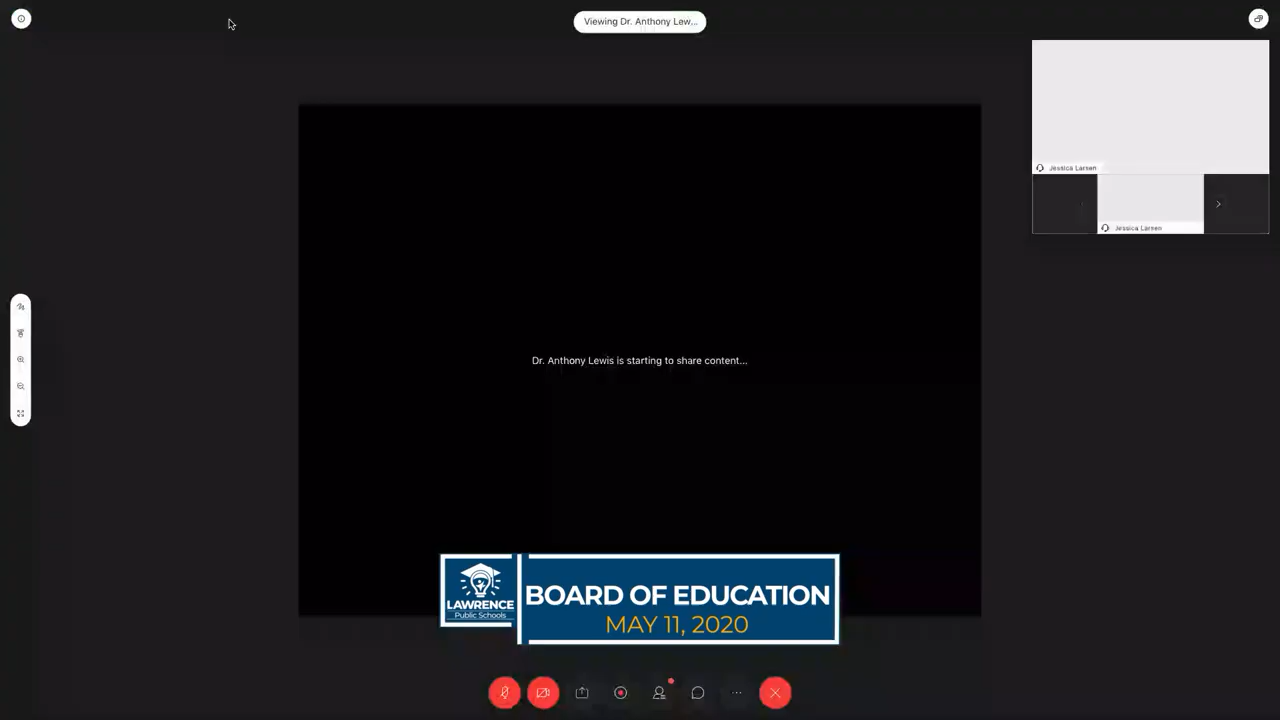 Viewing Dr. Anthony Lew...
Jessica Larsen
Jessica Larsen
Dr. Anthony Lewis is starting to share content...
LAWRENCE
Public Schools
BOARD OF EDUCATION
MAY 11, 2020